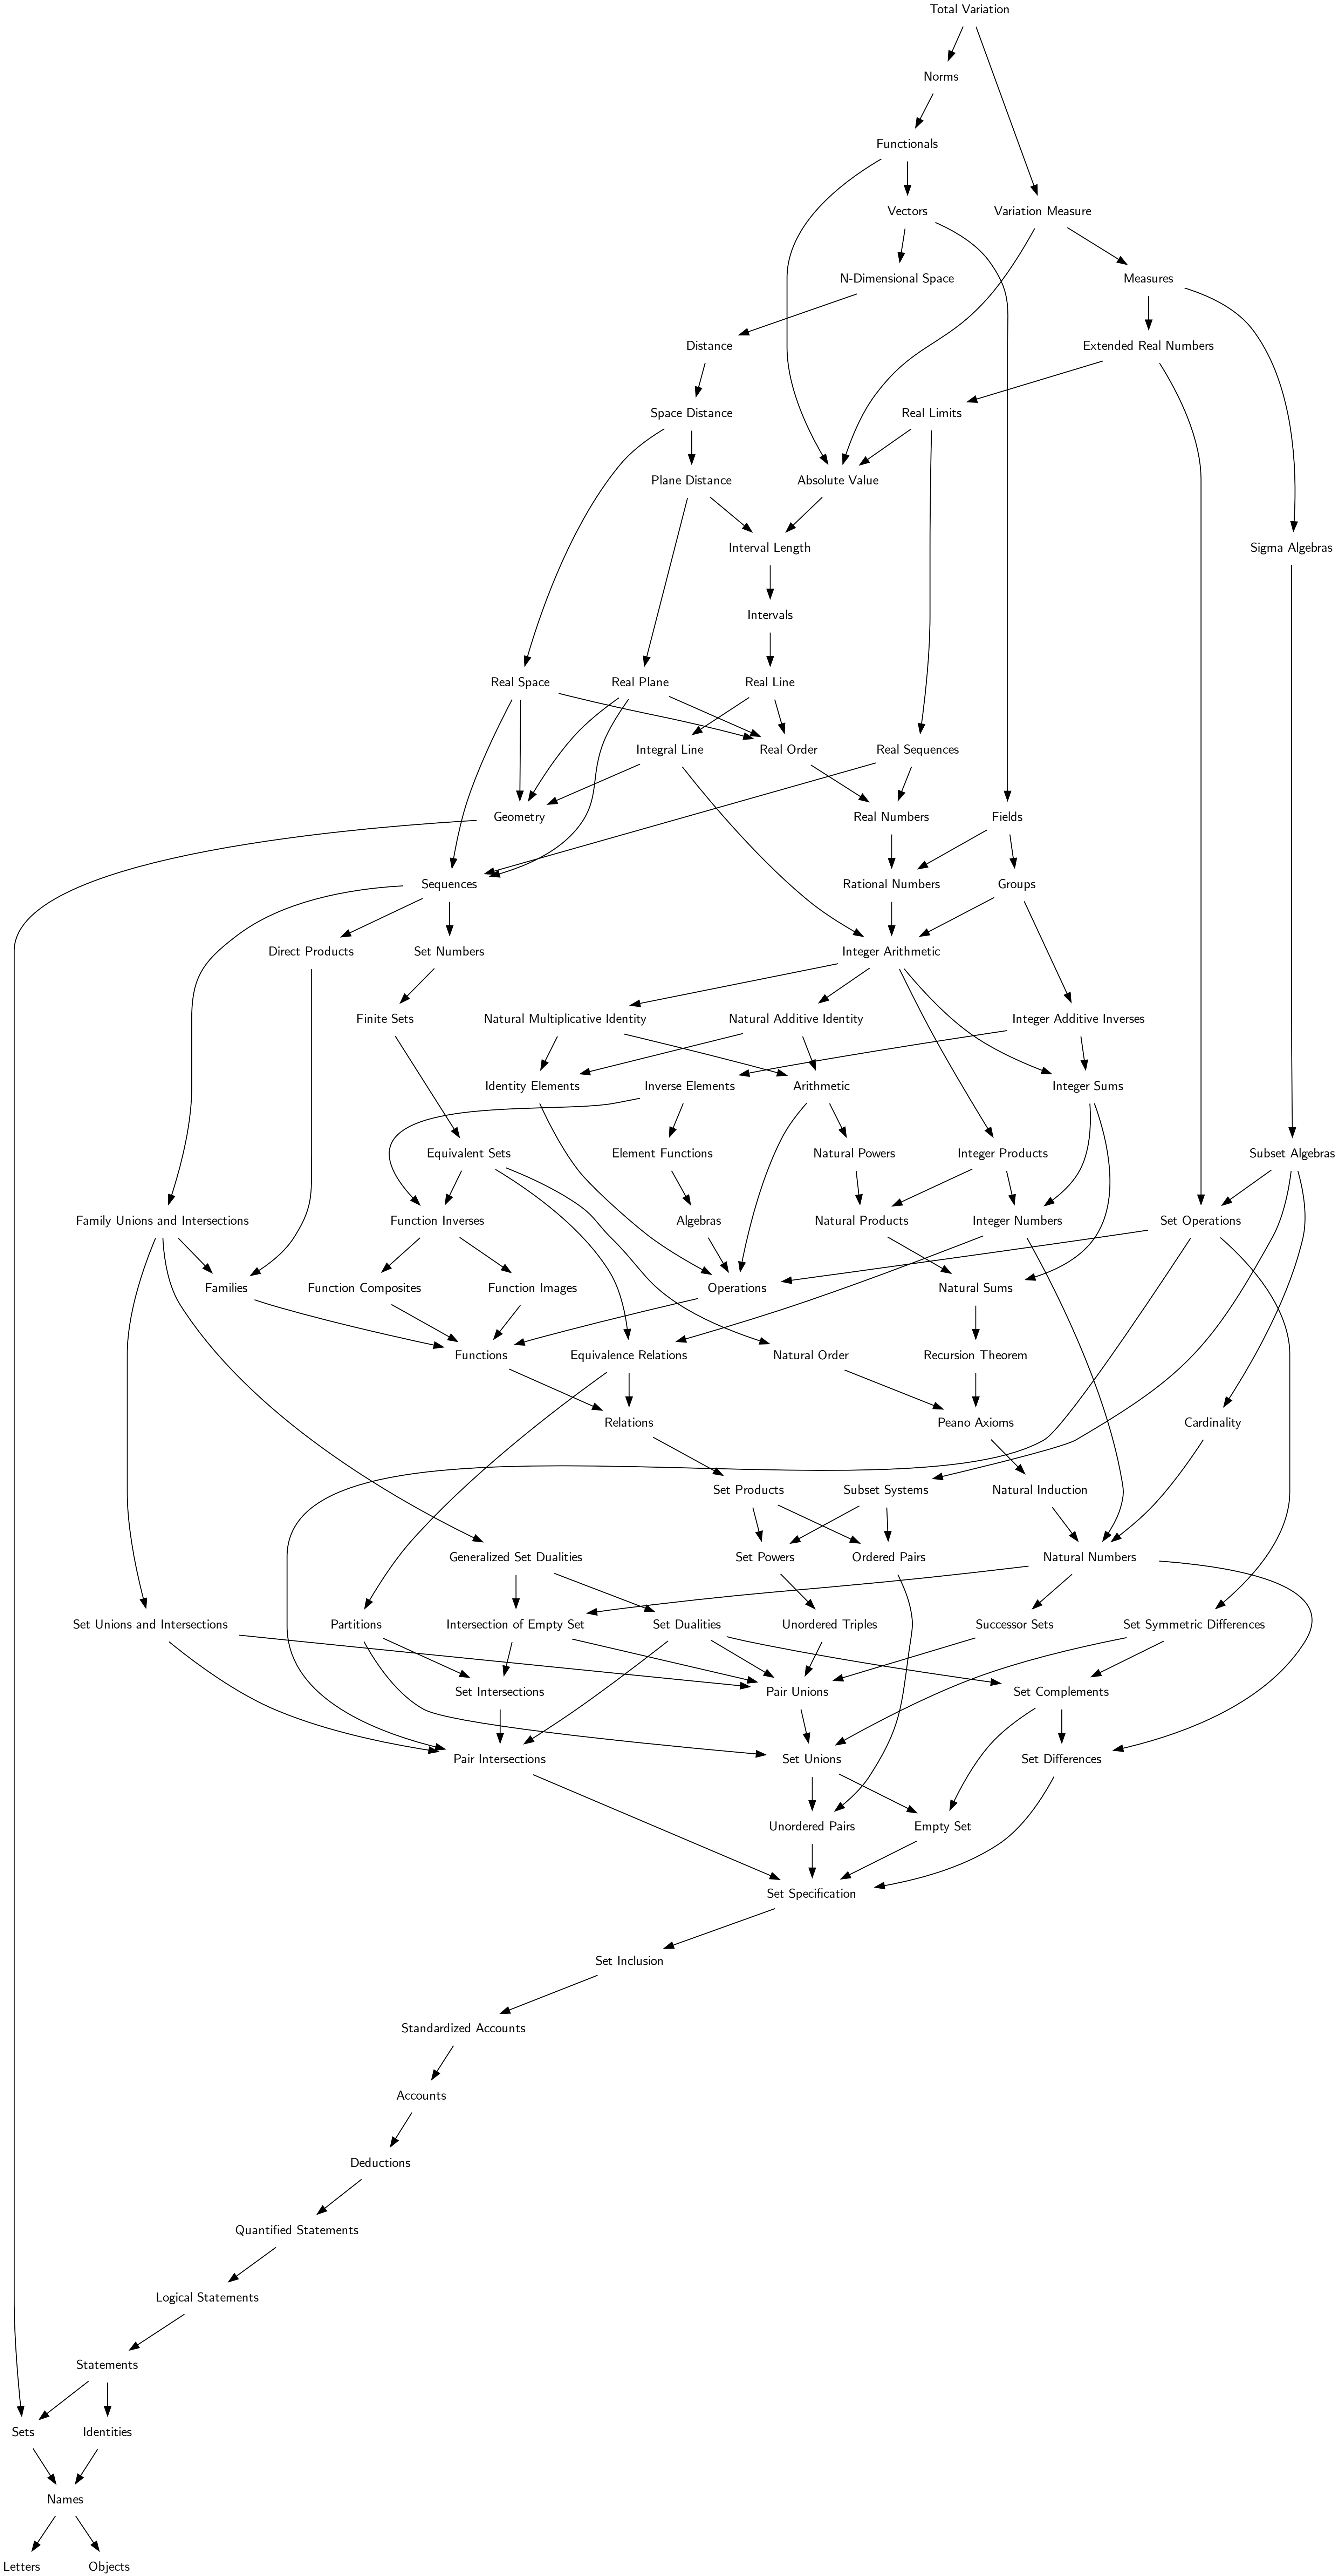 Total Variation
Norms
Functionals
Vectors
Variation Measure
N-Dimensional Space
Measures
Distance
Extended Real Numbers
Space Distance
Real Limits
Plane Distance
Absolute Value
Interval Length
Sigma Algebras
Intervals
Real Space
Real Plane
Real Line
Integral Line
Real Order
Real Sequences
Geometry
Real Numbers
Fields
Sequences
Rational Numbers
Groups
Direct Products
Set Numbers
Integer Arithmetic
Finite Sets
Natural Multiplicative Identity
Natural Additive Identity
Integer Additive Inverses
Identity Elements
Inverse Elements
Arithmetic
Integer Sums
Equivalent Sets
Element Functions
Natural Powers
Integer Products
Subset Algebras
Family Unions and Intersections
Function Inverses
Algebras
Natural Products
Integer Numbers
Set Operations
Families
Function Composites
Function Images
Operations
Natural Sums
Functions
Equivalence Relations
Natural Order
Recursion Theorem
Relations
Peano Axioms
Cardinality
Set Products
Subset Systems
Natural Induction
Generalized Set Dualities
Set Powers
Ordered Pairs
Natural Numbers
Set Unions and Intersections
Partitions
Intersection of Empty Set
Set Dualities
Unordered Triples
Successor Sets
Set Symmetric Differences
Set Intersections
Pair Unions
Set Complements
Pair Intersections
Set Unions
Set Differences
Unordered Pairs
Empty Set
Set Specification
Set Inclusion
Standardized Accounts
Accounts
Deductions
Quantified Statements
Logical Statements
Statements
Sets
Identities
Names
Letters
Objects